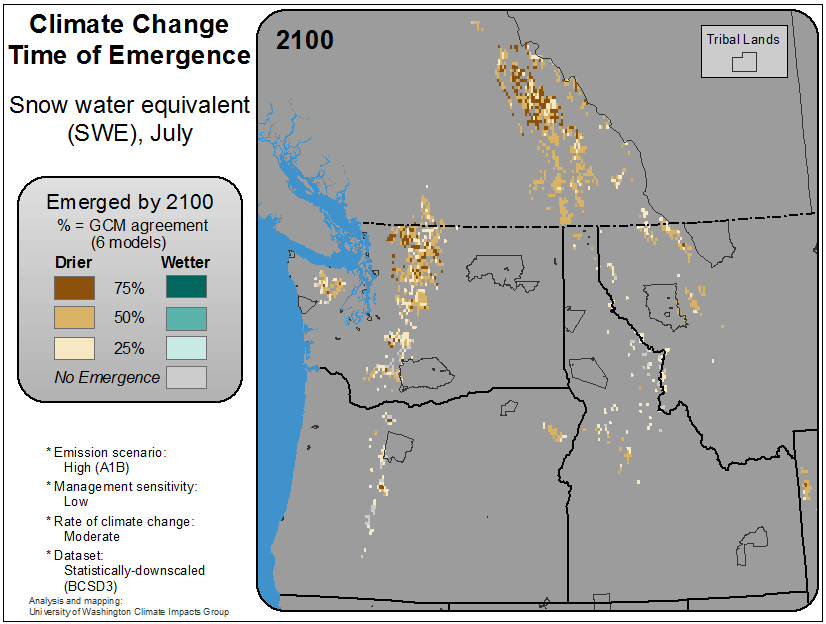 Climate Change
Time of Emergence
Snow water equivalent
(SWE), July
Emerged by 2100
% = GCM agreement
(6 models)
Drier Wetter
75%
50%
25%
No Emergence
* Emission scenario:
High (A1B)
* Management sensitivity:
Low
* Rate of climate change:
Moderate
* Dataset:
Statistically-downscaled
(BCSD3)
Analysis and mapping:
University of Washington Climate Impacts Group
2100
Tribal Lands